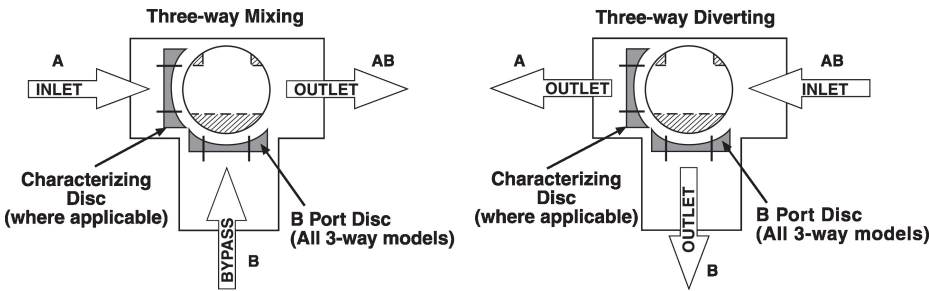 Three-way Mixing
A
INLET
AB
OUTLET
Characterizing
Disc
(where applicable)
B Port Disc
(All 3-way models)
BYPASS
B
Three-way Diverting
A
OUTLET
AB
INLET
Characterizing
Disc
(where applicable)
B Port Disc
(All 3-way models)
OUTLET
B